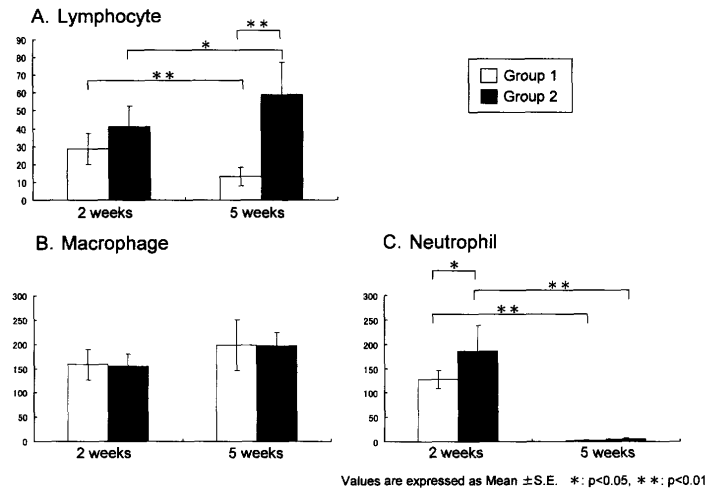 A. Lymphocyte
**
*
**
90
80
70
60
50
40
30
20
10
0
2 weeks
5 weeks
Group 1
Group 2
B. Macrophage
300
250
200
150
100
50
0
2 weeks
5 weeks
C. Neutrophil
*
**
**
300
250
200
150
100
50
0
2 weeks
5 weeks
Values are expressed as Mean ±S.E. *: p<0.05, **: p<0.01